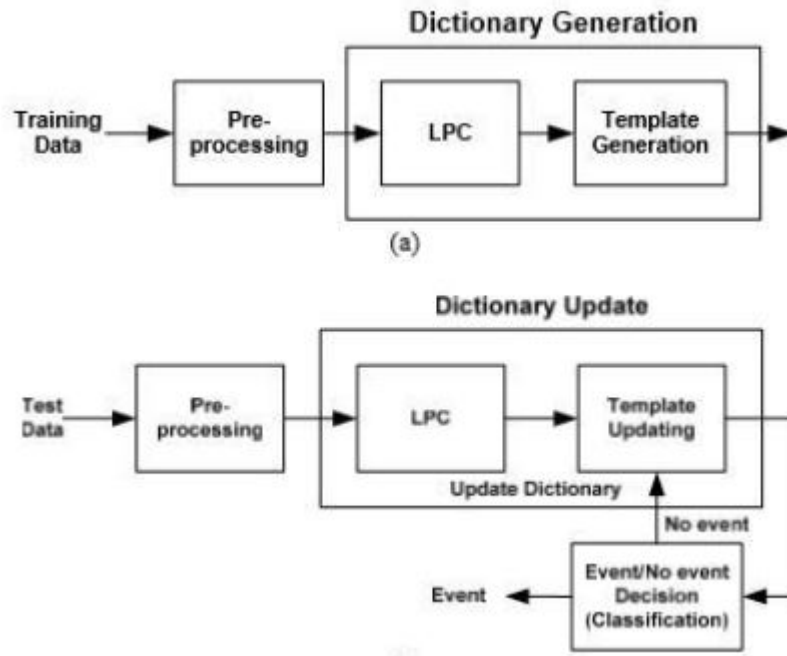 Dictionary Generation
Training
Data
Pre-
processing
LPC
Template
Generation
(a)
Dictionary Update
Test
Data
Pre-
processing
LPC
Template
Updating
Update Dictionary
No event
Event
Event/No event
Decision
(Classification)